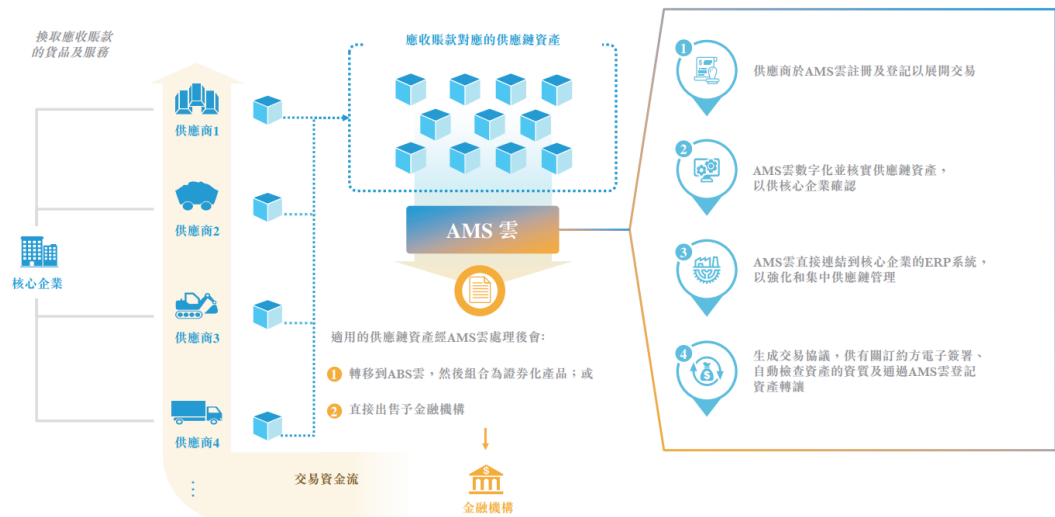 換取應收賬款
的貨品及服務
核心企業
供應商1
供應商2
供應商3
供應商4
⋮
交易資金流
應收賬款對應的供應鏈資產
AMS 雲
適用的供應鏈資產經AMS雲處理後會：
1 轉移到ABS雲，然後組合為證券化產品；或
2 直接出售予金融機構
$
金融機構
1
供應商於AMS雲註冊及登記以展開交易
2
AMS雲數字化並核實供應鏈資產，
以供核心企業確認
3
AMS雲直接連結到核心企業的ERP系統，
以強化和集中供應鏈管理
4
$
生成交易協議，供有關訂約方電子簽署、
自動檢查資產的資質及通過AMS雲登記
資產轉讓